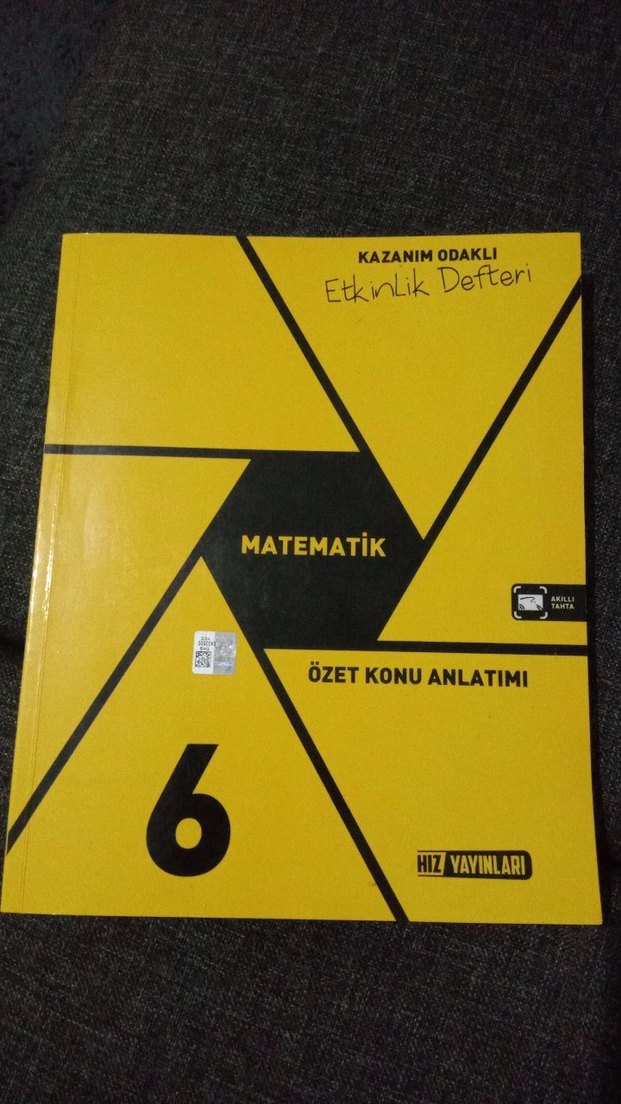 KAZANIM ODAKLI
Etkinlik Defteri
MATEMATİK
AKILLI
TAHTA
ÖZET KONU ANLATIMI
6
HIZ YAYINLARI